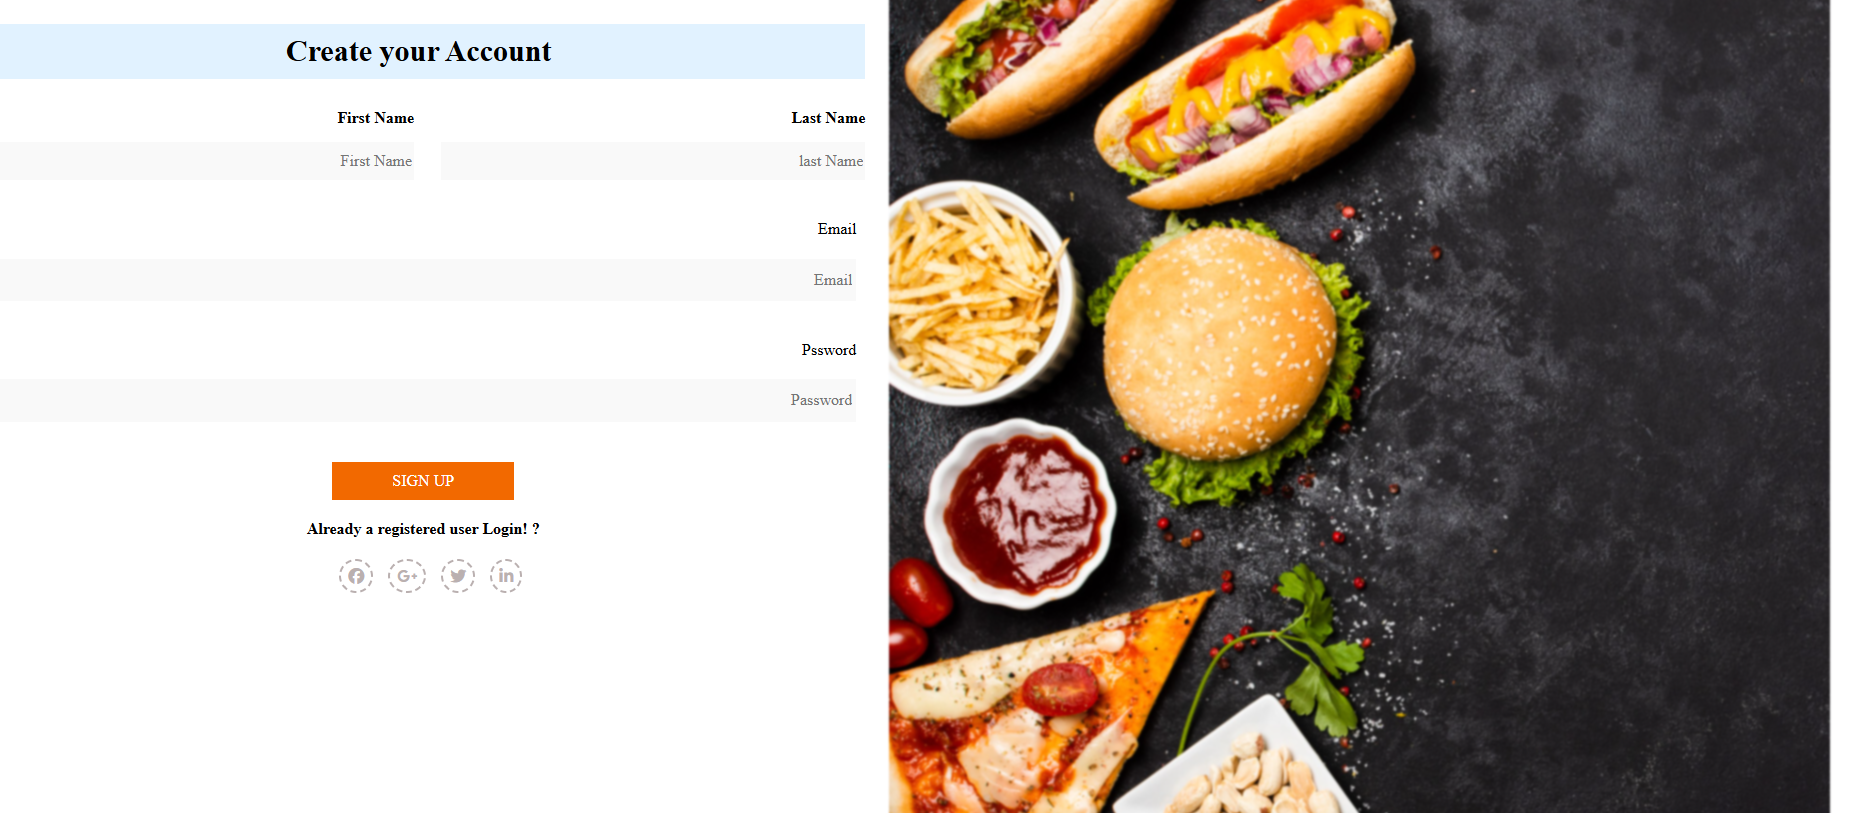 Create your Account
First Name
Last Name
First Name
last Name
Email
Email
Pssword
Password
SIGN UP
Already a registered user Login! ?
G+
in